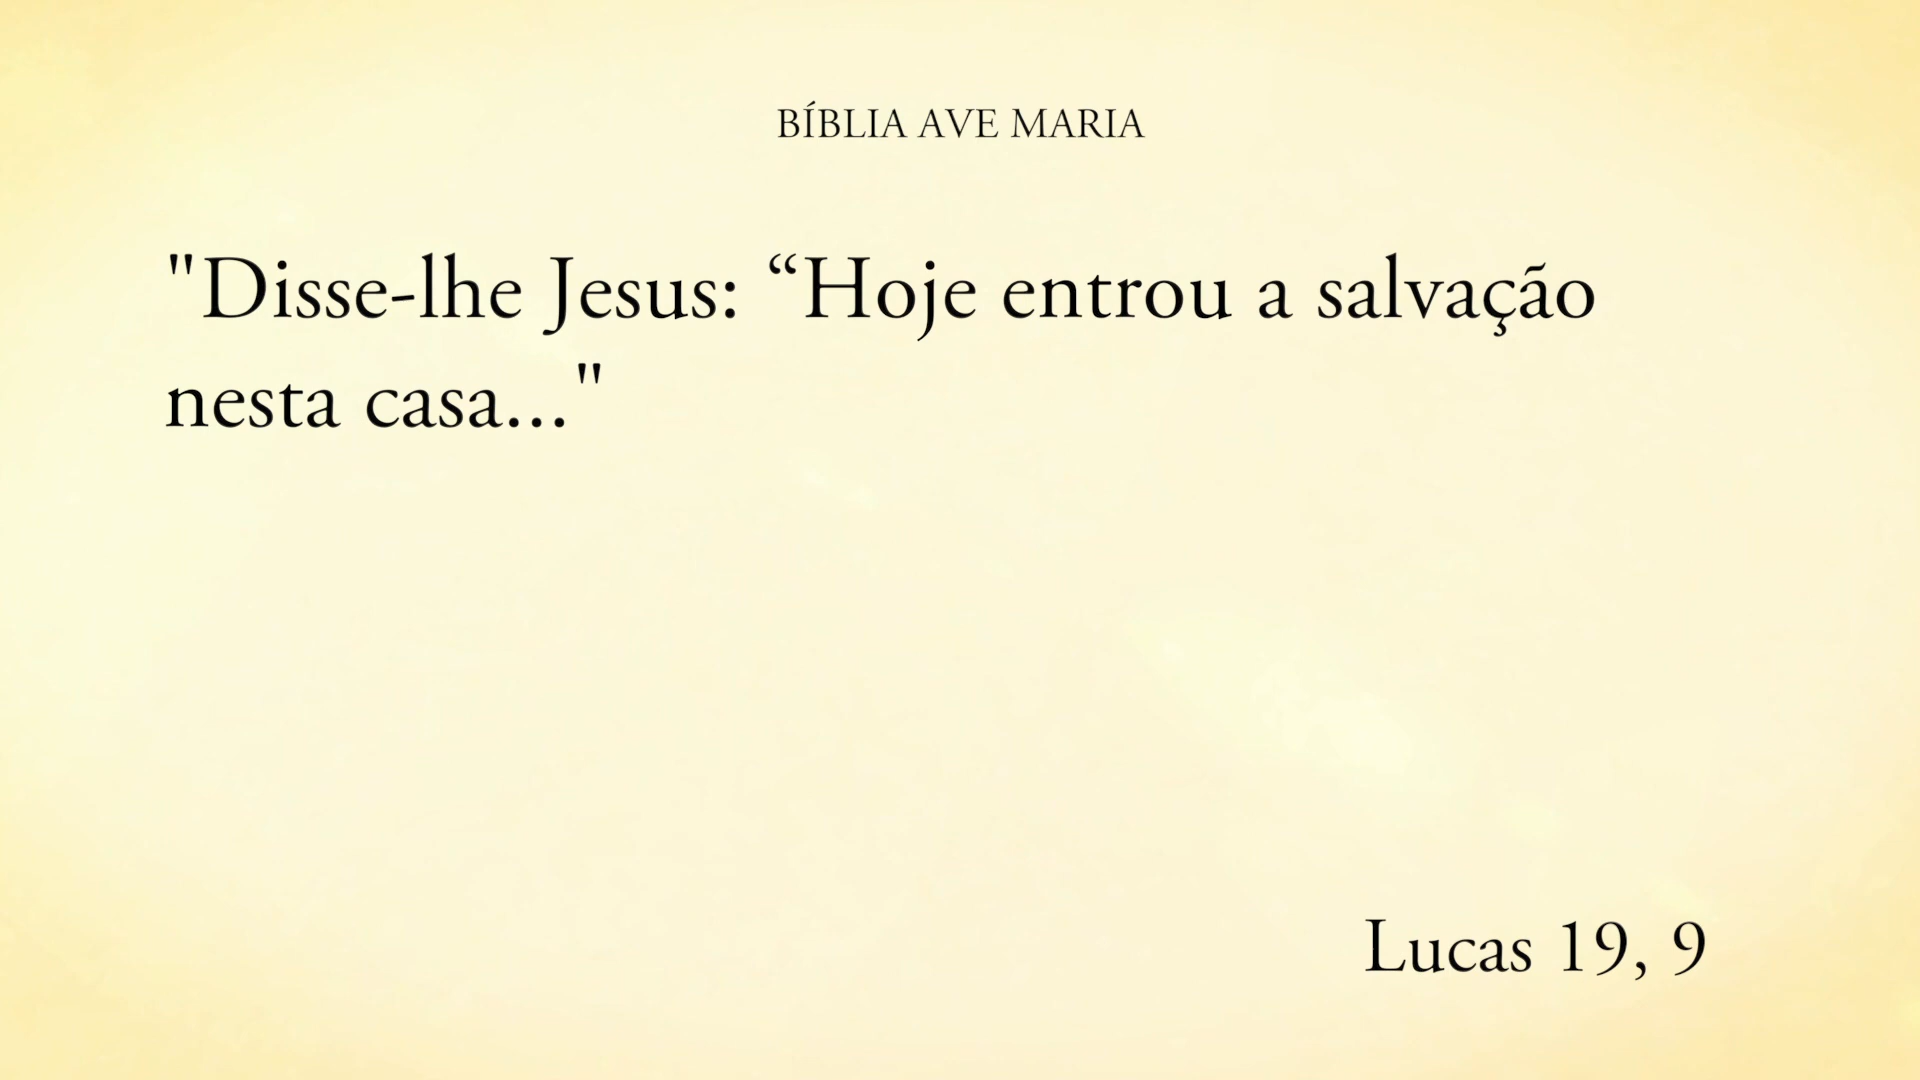 BÍBLIA AVE MARIA
"Disse-lhe Jesus: “Hoje entrou a salvação
nesta casa..."
Lucas 19, 9